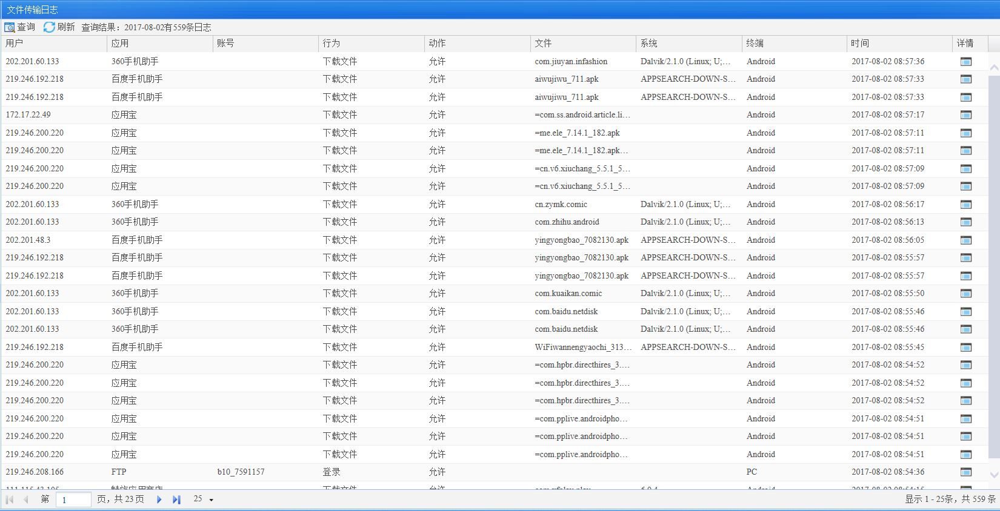 文件传输日志
查询 刷新 查询结果：2017-08-02有559条日志
用户 应用 账号 行为 动作 文件 系统 终端 时间 详情
202.201.60.133 360手机助手 下载文件 允许 com.jiuyan.infashion Dalvik/2.1.0 (Linux; U;... Android 2017-08-02 08:57:36
219.246.192.218 百度手机助手 下载文件 允许 aiwujiwu_711.apk APPSEARCH-DOWN-S... Android 2017-08-02 08:57:33
219.246.192.218 百度手机助手 下载文件 允许 aiwujiwu_711.apk APPSEARCH-DOWN-S... Android 2017-08-02 08:57:33
172.17.22.49 应用宝 下载文件 允许 =com.ss.android.article.li... Android 2017-08-02 08:57:17
219.246.200.220 应用宝 下载文件 允许 =me.ele_7.14.1_182.apk Android 2017-08-02 08:57:11
219.246.200.220 应用宝 下载文件 允许 =me.ele_7.14.1_182.apk... Android 2017-08-02 08:57:11
219.246.200.220 应用宝 下载文件 允许 =cn.v6.xiuchang_5.5.1_5... Android 2017-08-02 08:57:09
219.246.200.220 应用宝 下载文件 允许 =cn.v6.xiuchang_5.5.1_5... Android 2017-08-02 08:57:09
202.201.60.133 360手机助手 下载文件 允许 cn.zymk.comic Dalvik/2.1.0 (Linux; U;... Android 2017-08-02 08:56:17
202.201.60.133 360手机助手 下载文件 允许 com.zhihu.android Dalvik/2.1.0 (Linux; U;... Android 2017-08-02 08:56:13
202.201.48.3 百度手机助手 下载文件 允许 yingyongbao_7082130.apk APPSEARCH-DOWN-S... Android 2017-08-02 08:56:05
219.246.192.218 百度手机助手 下载文件 允许 yingyongbao_7082130.apk APPSEARCH-DOWN-S... Android 2017-08-02 08:55:57
219.246.192.218 百度手机助手 下载文件 允许 yingyongbao_7082130.apk APPSEARCH-DOWN-S... Android 2017-08-02 08:55:57
202.201.60.133 360手机助手 下载文件 允许 com.kuaikan.comic Dalvik/2.1.0 (Linux; U;... Android 2017-08-02 08:55:50
202.201.60.133 360手机助手 下载文件 允许 com.baidu.netdisk Dalvik/2.1.0 (Linux; U;... Android 2017-08-02 08:55:46
202.201.60.133 360手机助手 下载文件 允许 com.baidu.netdisk Dalvik/2.1.0 (Linux; U;... Android 2017-08-02 08:55:46
219.246.192.218 百度手机助手 下载文件 允许 WiFiwannengyaochi_313... APPSEARCH-DOWN-S... Android 2017-08-02 08:55:45
219.246.200.220 应用宝 下载文件 允许 =com.hpbr.directhires_3.... Android 2017-08-02 08:54:52
219.246.200.220 应用宝 下载文件 允许 =com.hpbr.directhires_3.... Android 2017-08-02 08:54:52
219.246.200.220 应用宝 下载文件 允许 =com.hpbr.directhires_3.... Android 2017-08-02 08:54:52
219.246.200.220 应用宝 下载文件 允许 =com.pplive.androidpho... Android 2017-08-02 08:54:51
219.246.200.220 应用宝 下载文件 允许 =com.pplive.androidpho... Android 2017-08-02 08:54:51
219.246.200.220 应用宝 下载文件 允许 =com.pplive.androidpho... Android 2017-08-02 08:54:51
219.246.208.166 FTP b10_7591157 登录 允许 PC 2017-08-02 08:54:36
下载文件 允许 Android
第 1 页，共 23 页 25 显示 1 - 25条，共 559 条